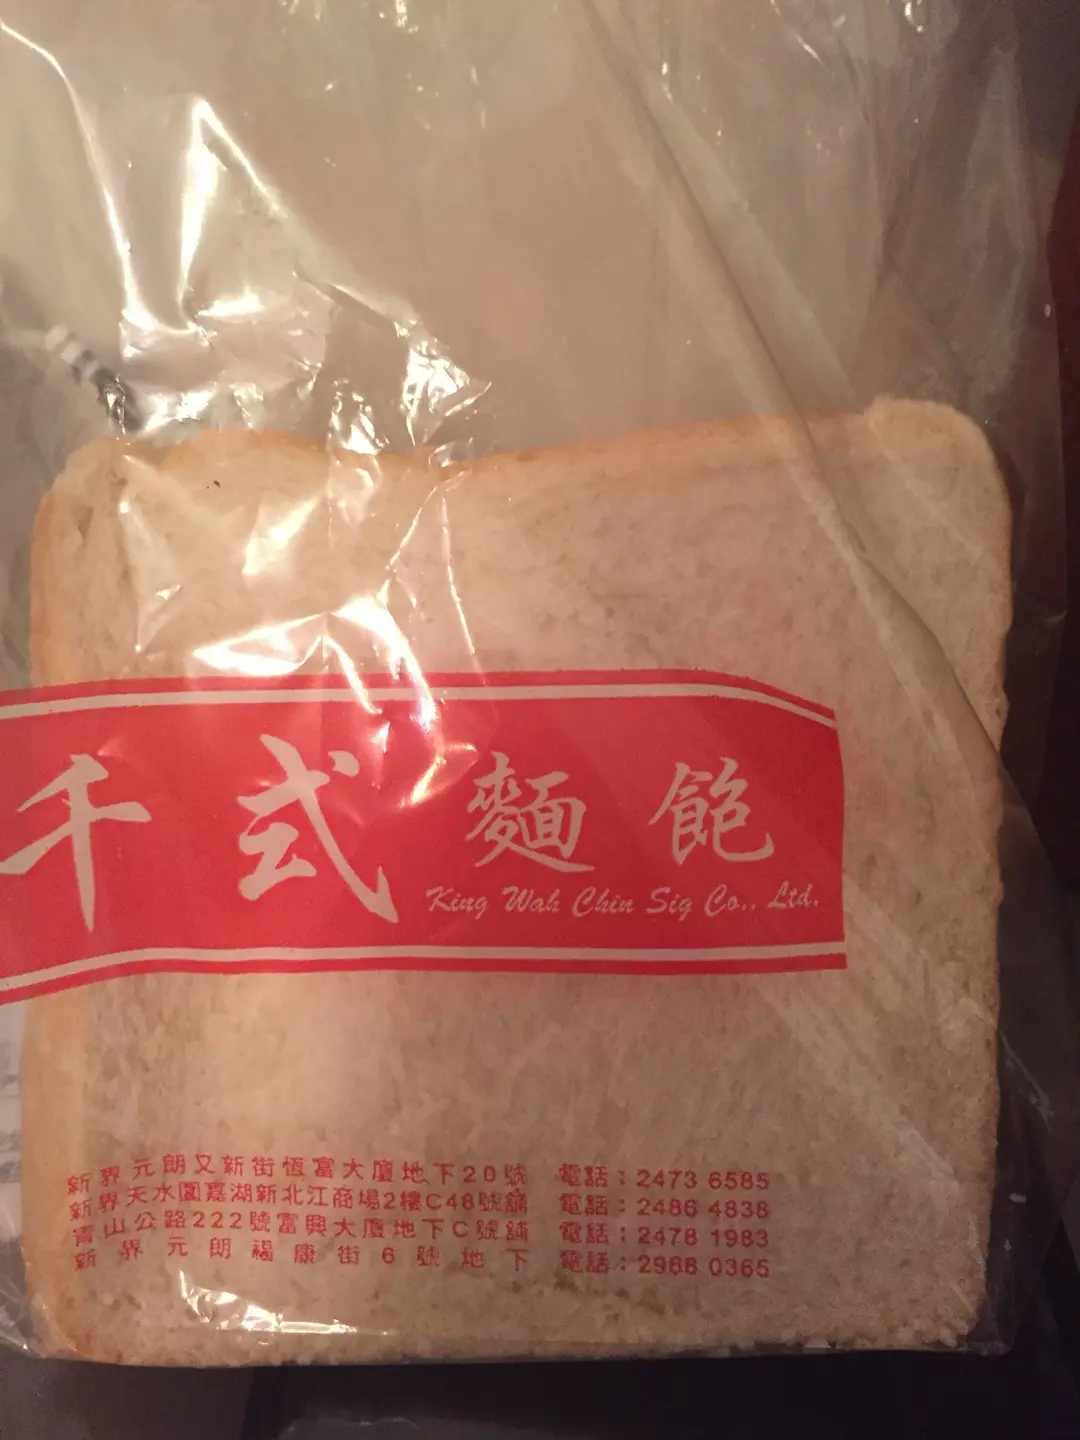 千式麵飽
King Wah Chin Sig Co., Ltd.
新界元朗又新街恆富大廈地下20號 電話：2473 6585
新界天水圍嘉湖新北江商場2樓C48號舖 電話：2486 4838
青山公路222號富興大廈地下C號舖 電話：2478 1983
新界元朗福康街6號地下 電話：2988 0365